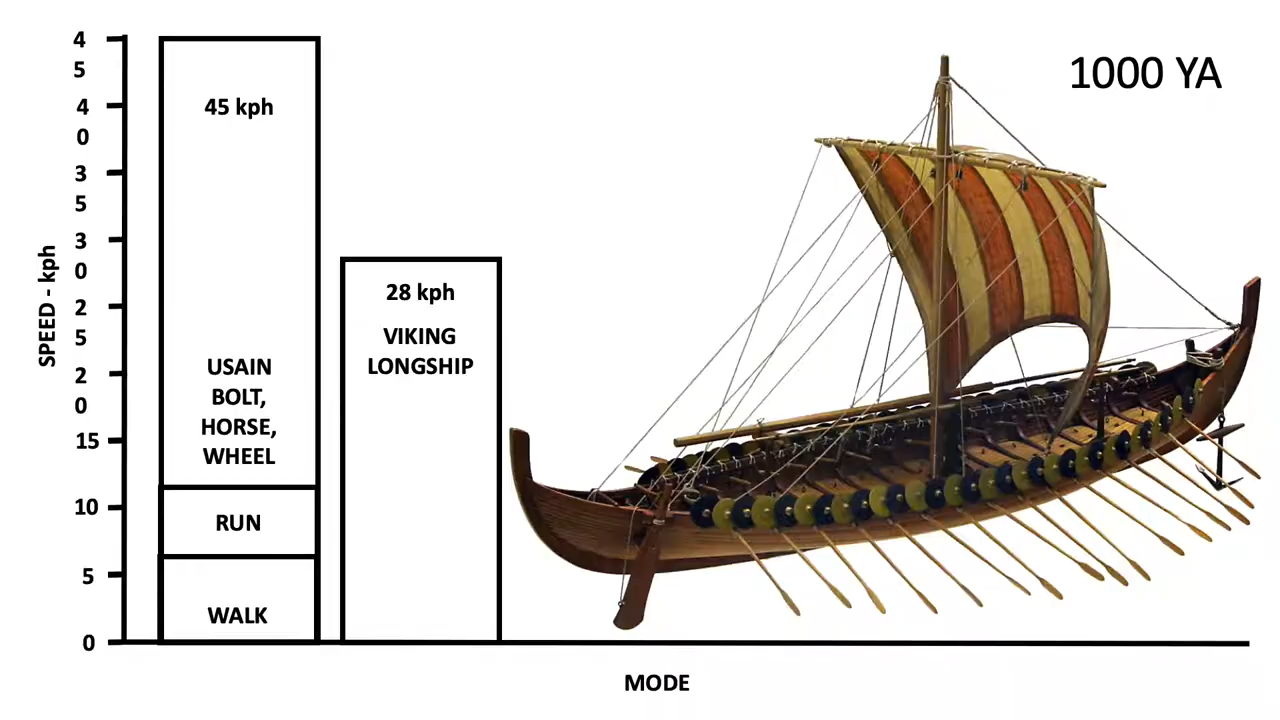 1000 YA
SPEED - kph
4
5
4
0
3
5
3
0
2
5
2
0
15
10
5
0
45 kph
USAIN
BOLT,
HORSE,
WHEEL
RUN
WALK
28 kph
VIKING
LONGSHIP
MODE